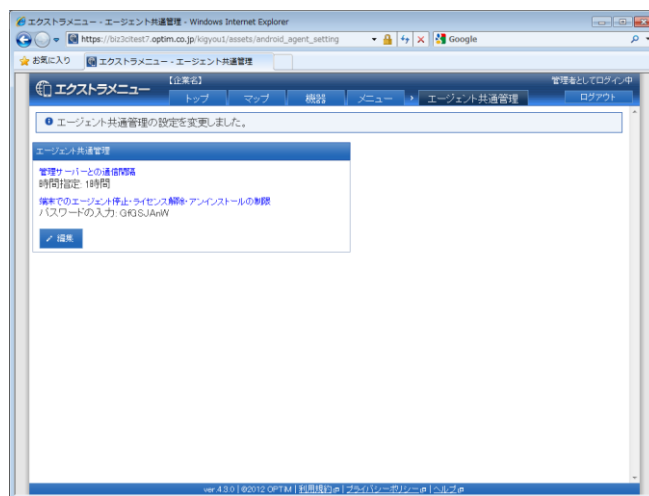 エクストラメニュー - エージェント共通管理 - Windows Internet Explorer
https://biz3citest7.optim.co.jp/kigyou1/assets/android_agent_setting
Google
お気に入り
エクストラメニュー - エージェント共通管理
エクストラメニュー
【企業名】
管理者としてログイン中
トップ
マップ
機器
メニュー
エージェント共通管理
ログアウト
エージェント共通管理の設定を変更しました。
エージェント共通管理
管理サーバーとの通信間隔
時間指定: 1時間
端末でのエージェント停止・ライセンス解除・アンインストールの制限
パスワードの入力: GfGSJAnW
編集
ver.4.3.0 | ©2012 OPTiM | 利用規約 | プライバシーポリシー | ヘルプ